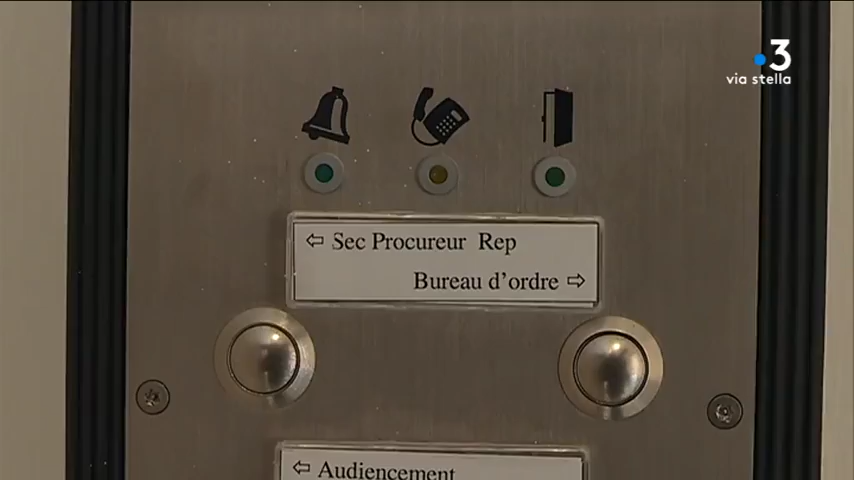 3
via stella
⇦ Sec Procureur Rep
Bureau d'ordre ⇨
⇦ Audiencement